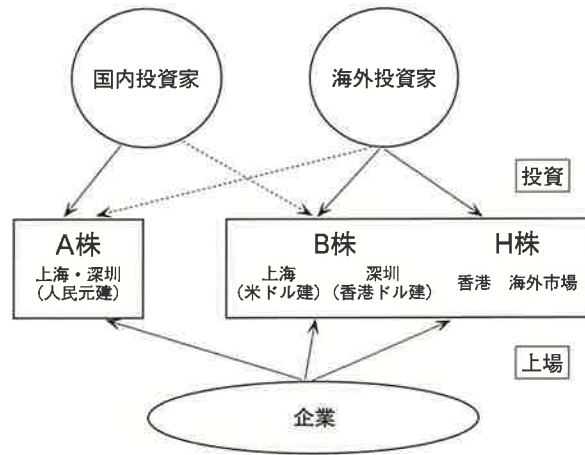 国内投資家
海外投資家
投資
A株
上海・深圳
(人民元建)
B株
上海
(米ドル建)
深圳
(香港ドル建)
H株
香港 海外市場
上場
企業